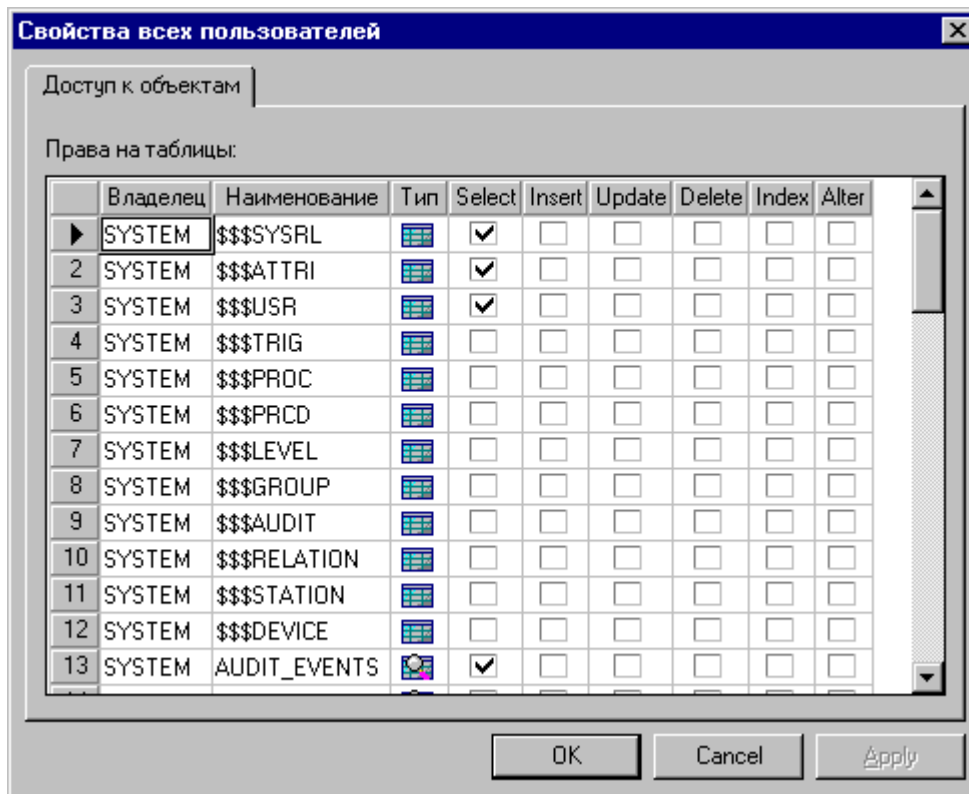 Свойства всех пользователей
Доступ к объектам
Права на таблицы:
Владелец Наименование Тип Select Insert Update Delete Index Alter
SYSTEM $$$SYSRL
2 SYSTEM $$$ATTRI
3 SYSTEM $$$USR
4 SYSTEM $$$TRIG
5 SYSTEM $$$PROC
6 SYSTEM $$$PRCD
7 SYSTEM $$$LEVEL
8 SYSTEM $$$GROUP
9 SYSTEM $$$AUDIT
10 SYSTEM $$$RELATION
11 SYSTEM $$$STATION
12 SYSTEM $$$DEVICE
13 SYSTEM AUDIT_EVENTS
OK Cancel Apply